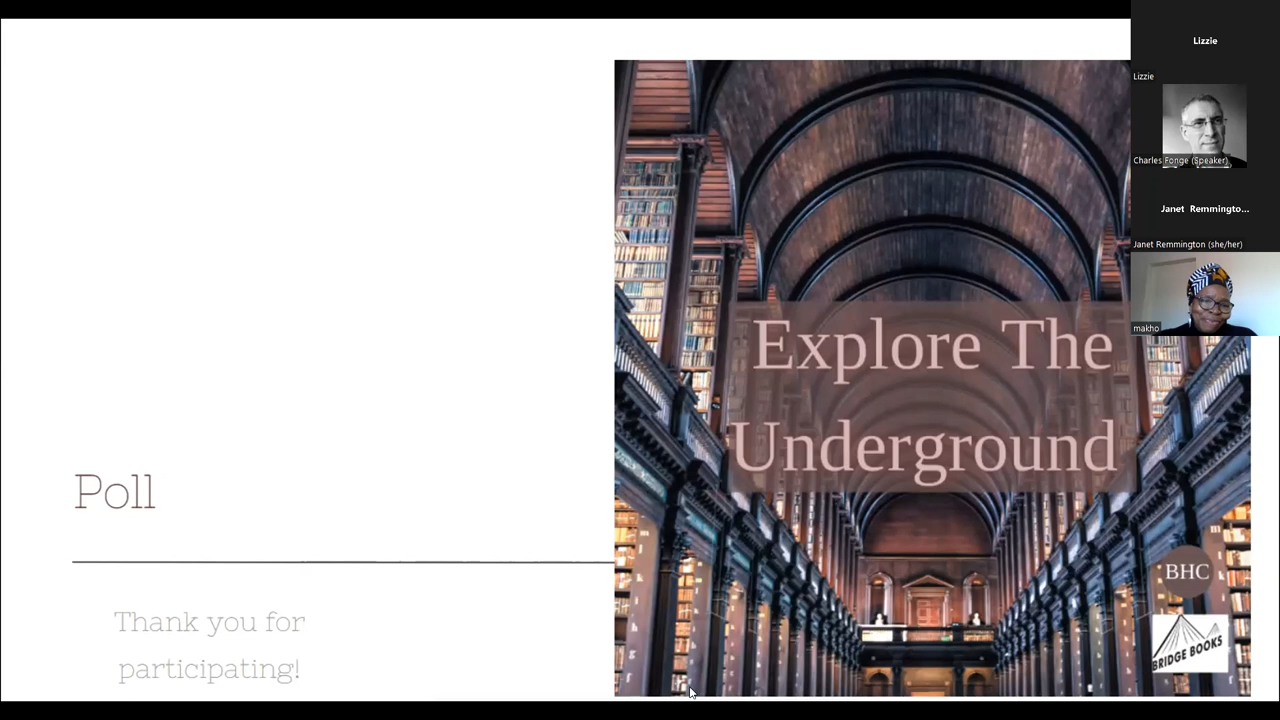 Poll
Thank you for
participating!
Explore The
Underground
BHC
BRIDGE BOOKS
Lizzie
Lizzie
Charles Fonge (Speaker)
Janet Remmingto...
Janet Remmington (she/her)
makho